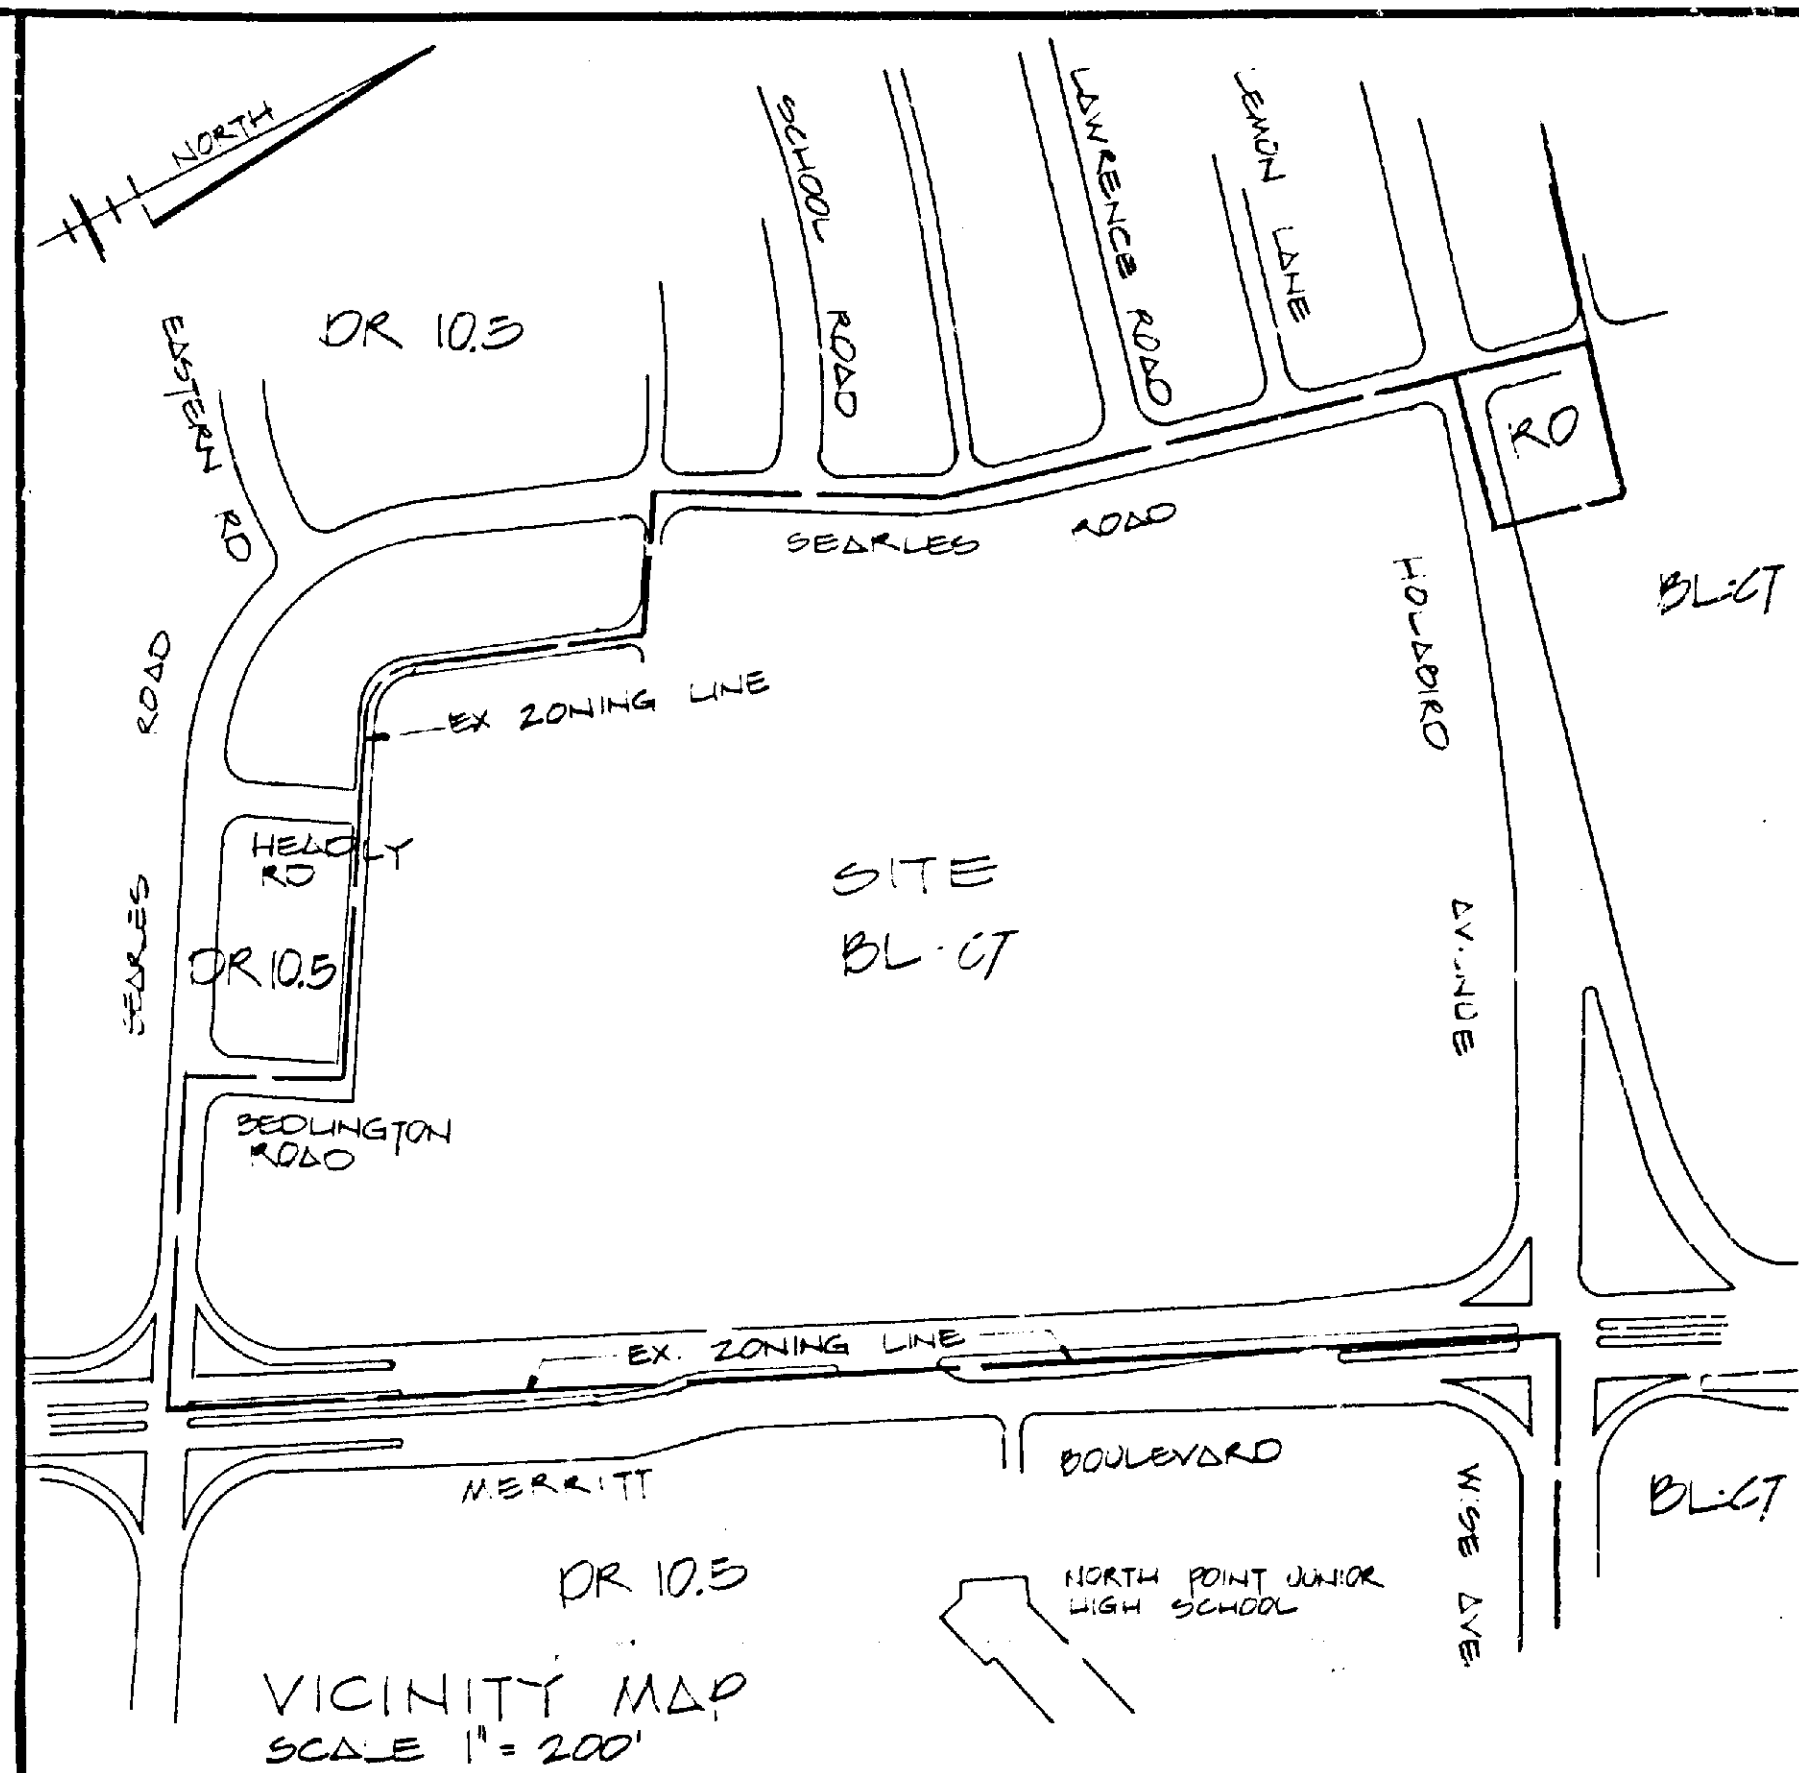 NORTH
SCHOOL ROAD
LAWRENCE ROAD
LANE
EASTERN RD
DR 10.5
RO
SEARLES ROAD
BL-CT
HOLABIRD
SEARLES ROAD
EX ZONING LINE
HEADLY
RD
SITE
BL-CT
DR 10.5
BEDLINGTON
ROAD
EX. ZONING LINE
MERRITT BOULEVARD
WISE AVE
BL-CT
DR 10.5
NORTH POINT JUNIOR
HIGH SCHOOL
VICINITY MAP
SCALE 1" = 200'